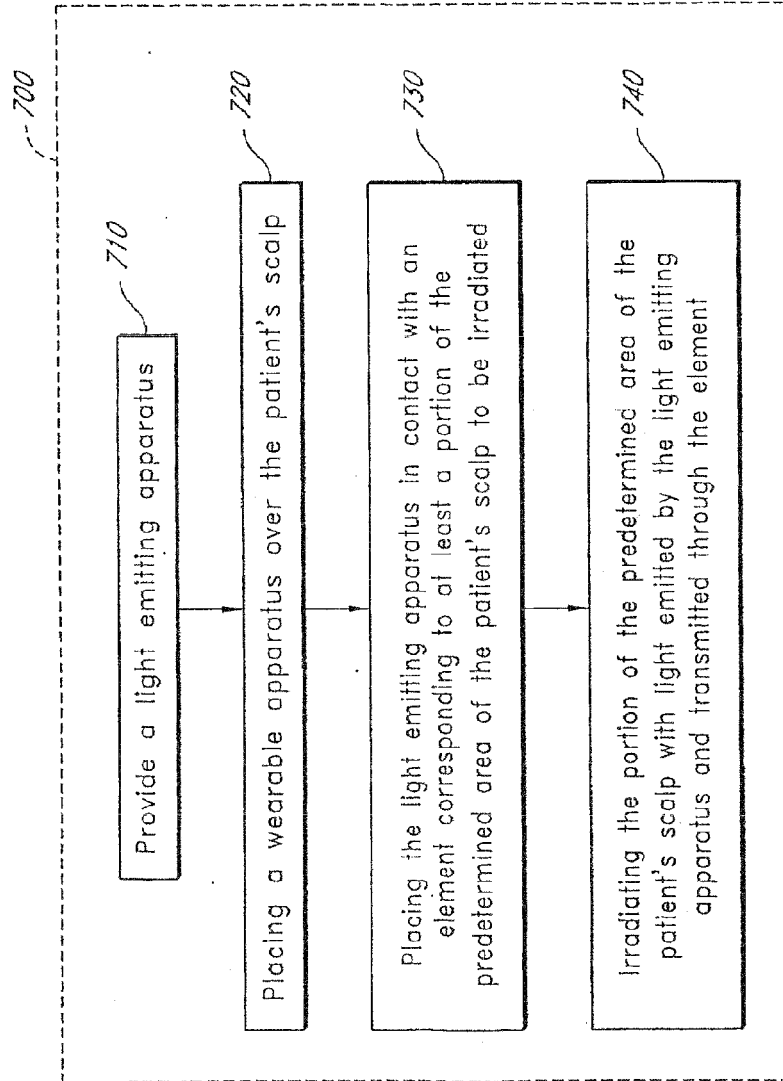 700
710
Provide a light emitting apparatus
720
Placing a wearable apparatus over the patient's scalp
730
Placing the light emitting apparatus in contact with an
element corresponding to at least a portion of the
predetermined area of the patient's scalp to be irradiated
740
Irradiating the portion of the predetermined area of the
patient's scalp with light emitted by the light emitting
apparatus and transmitted through the element